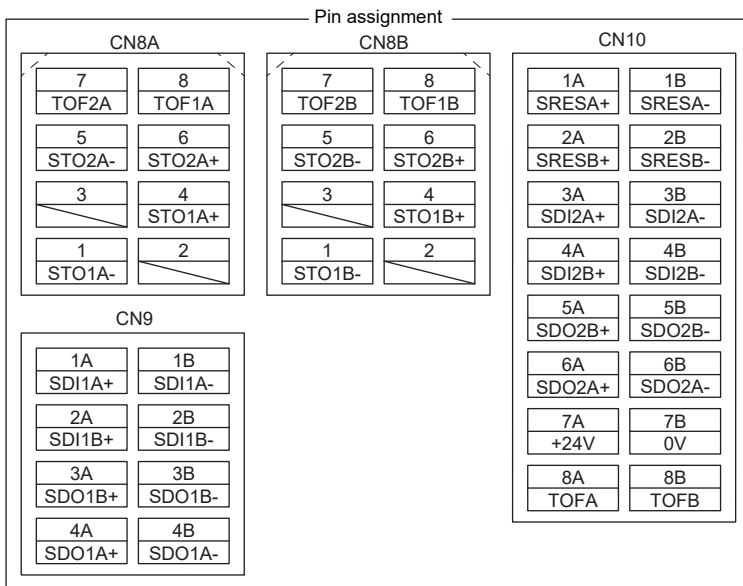 Pin assignment
CN8A
7 8
TOF2A TOF1A
5 6
STO2A- STO2A+
3 4
STO1A+
1 2
STO1A-
CN8B
7 8
TOF2B TOF1B
5 6
STO2B- STO2B+
3 4
STO1B+
1 2
STO1B-
CN9
1A 1B
SDI1A+ SDI1A-
2A 2B
SDI1B+ SDI1B-
3A 3B
SDO1B+ SDO1B-
4A 4B
SDO1A+ SDO1A-
CN10
1A 1B
SRESA+ SRESA-
2A 2B
SRESB+ SRESB-
3A 3B
SDI2A+ SDI2A-
4A 4B
SDI2B+ SDI2B-
5A 5B
SDO2B+ SDO2B-
6A 6B
SDO2A+ SDO2A-
7A 7B
+24V 0V
8A 8B
TOFA TOFB